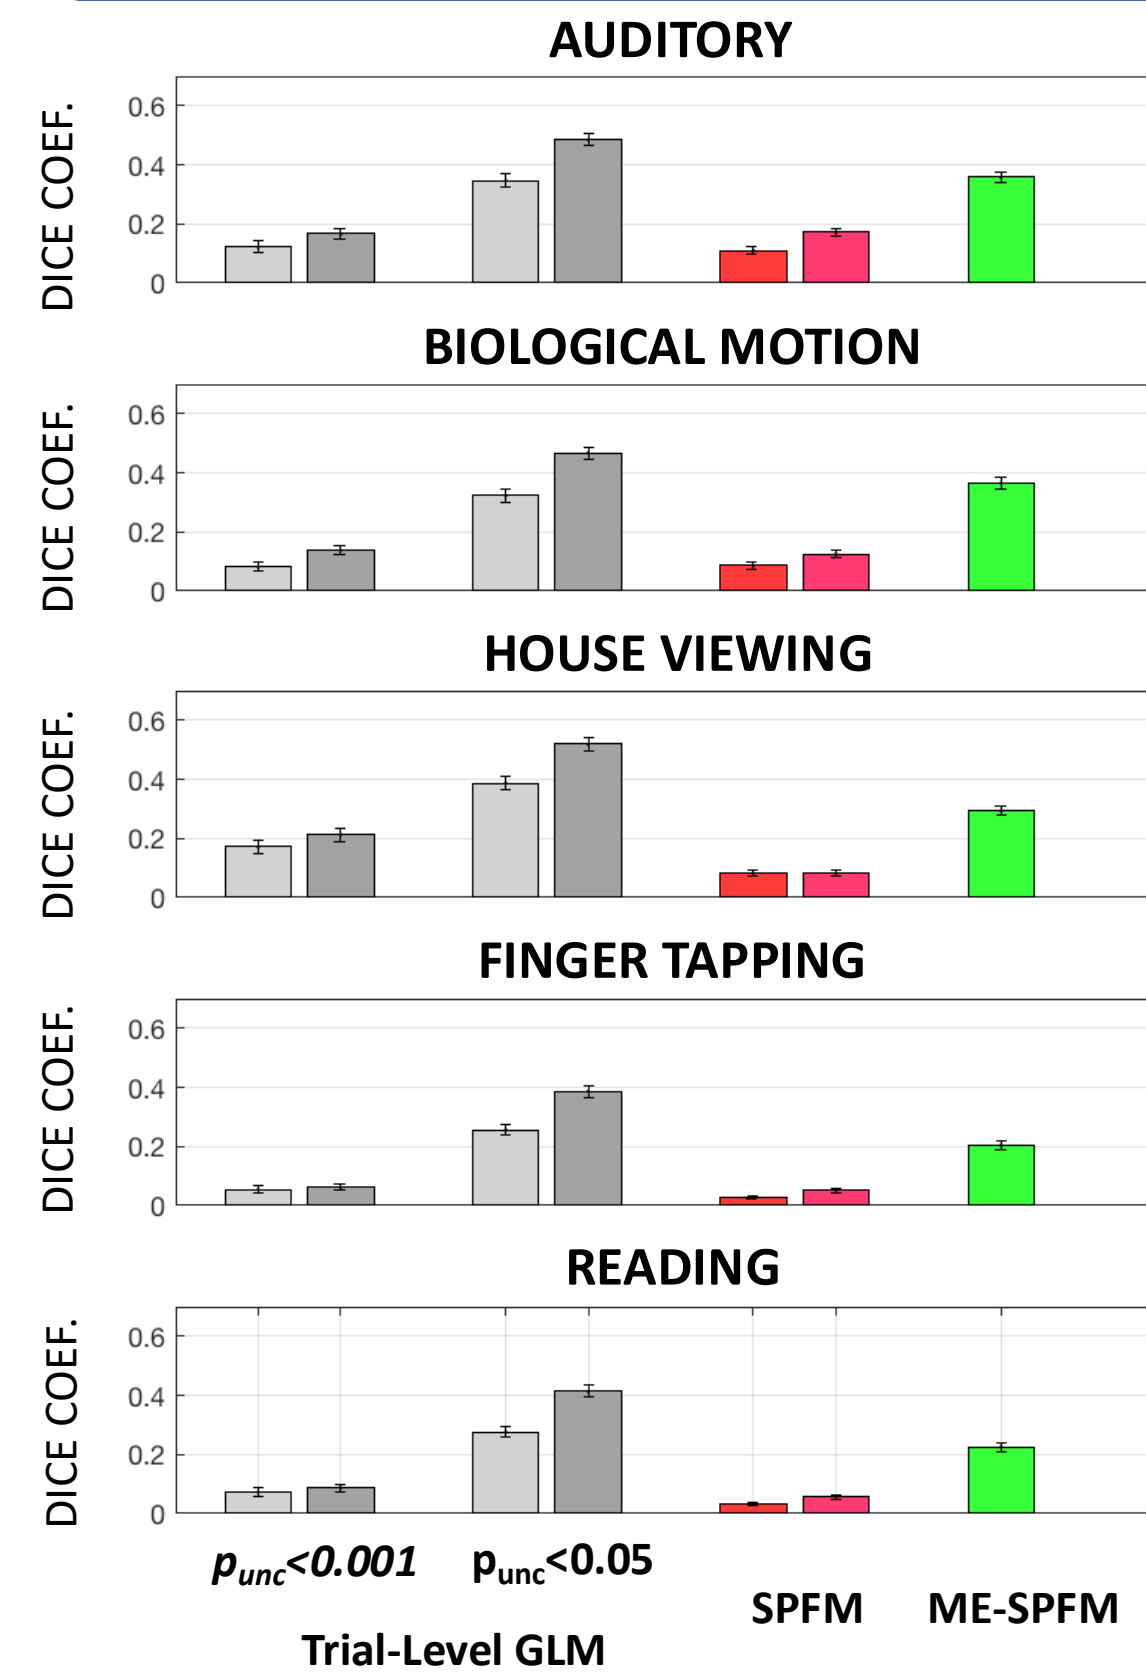 AUDITORY
DICE COEF.
0.6
0.4
0.2
0
BIOLOGICAL MOTION
DICE COEF.
0.6
0.4
0.2
0
HOUSE VIEWING
DICE COEF.
0.6
0.4
0.2
0
FINGER TAPPING
DICE COEF.
0.6
0.4
0.2
0
READING
DICE COEF.
0.6
0.4
0.2
0
punc<0.001 punc<0.05
SPFM ME-SPFM
Trial-Level GLM